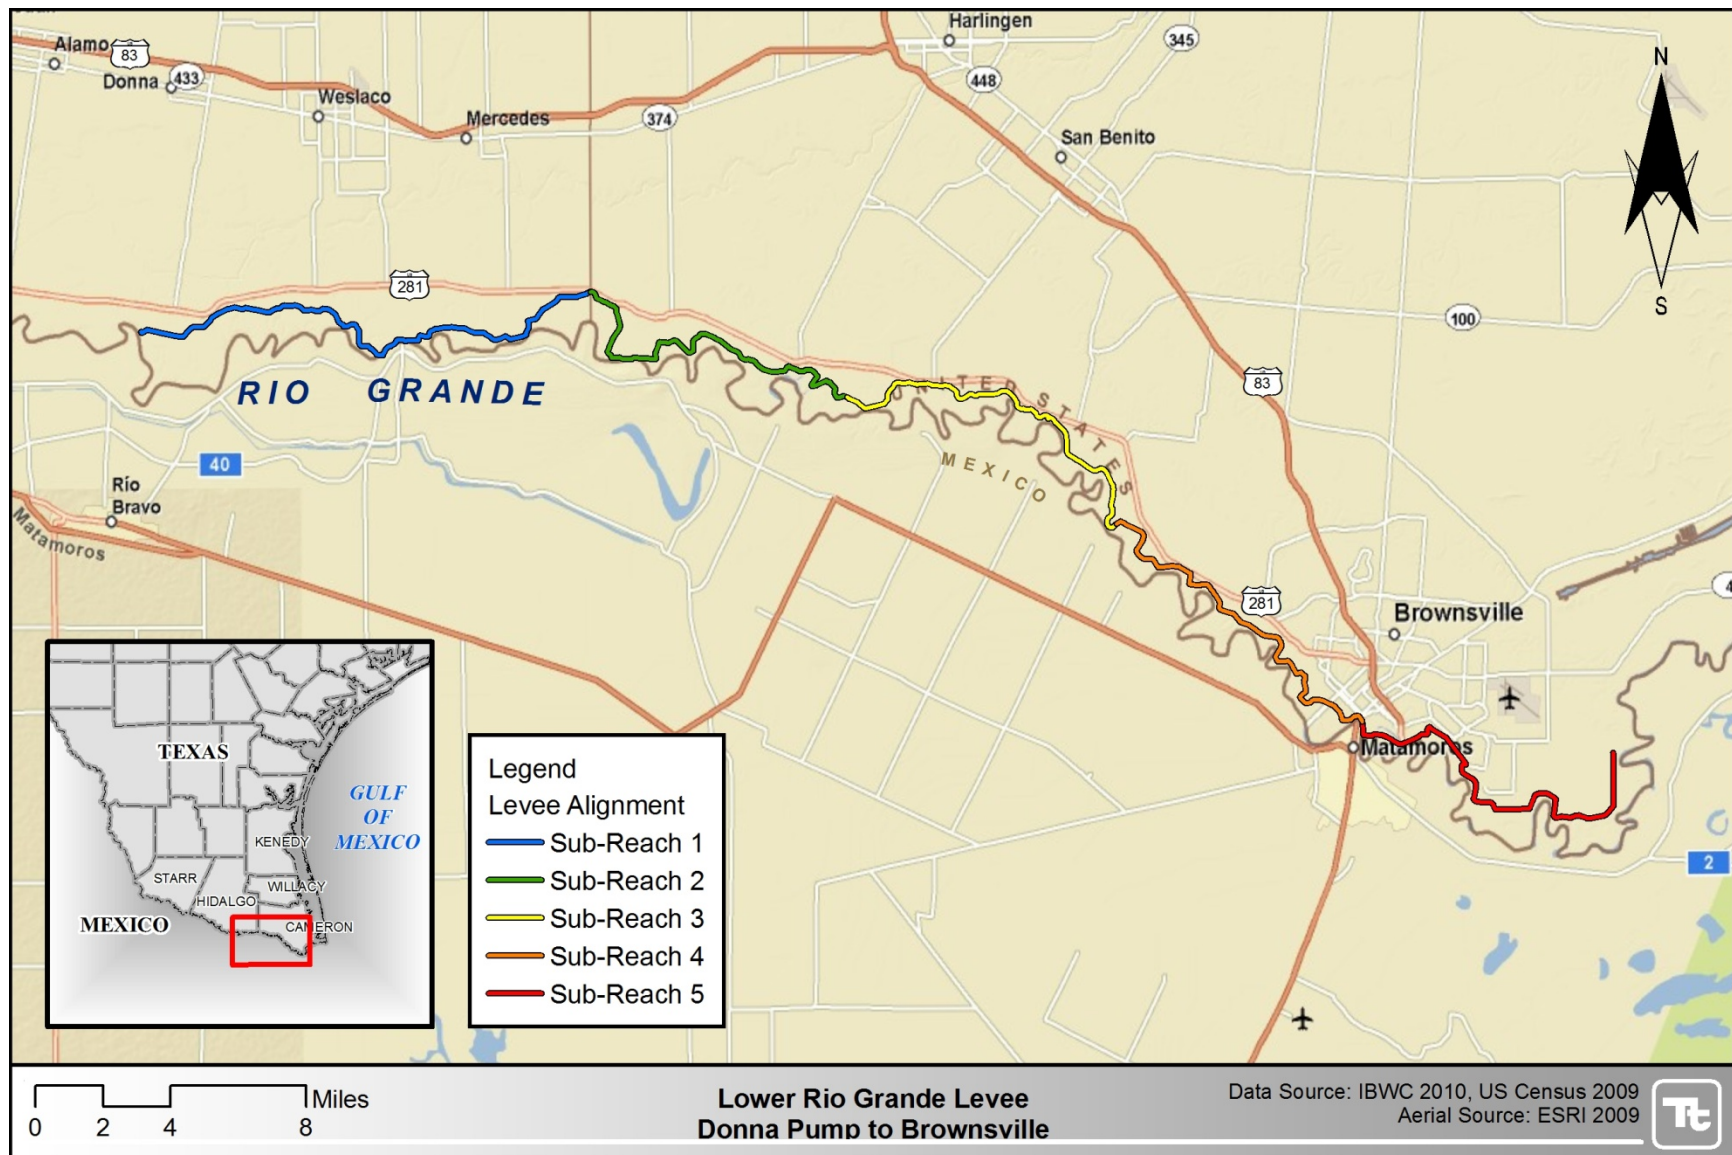 Harlingen
345
Alamo
83
Donna
433
448
Weslaco
Mercedes
374
San Benito
N
S
281
100
RIO GRANDE
83
UNITED STATES
MEXICO
40
Río
Bravo
Matamoros
281
Brownsville
4
Matamoros
2
TEXAS
GULF
OF
MEXICO
KENEDY
STARR
WILLACY
HIDALGO
MEXICO
CAMERON
Legend
Levee Alignment
Sub-Reach 1
Sub-Reach 2
Sub-Reach 3
Sub-Reach 4
Sub-Reach 5
Miles
0 2 4 8
Lower Rio Grande Levee
Donna Pump to Brownsville
Data Source: IBWC 2010, US Census 2009
Aerial Source: ESRI 2009
Tt